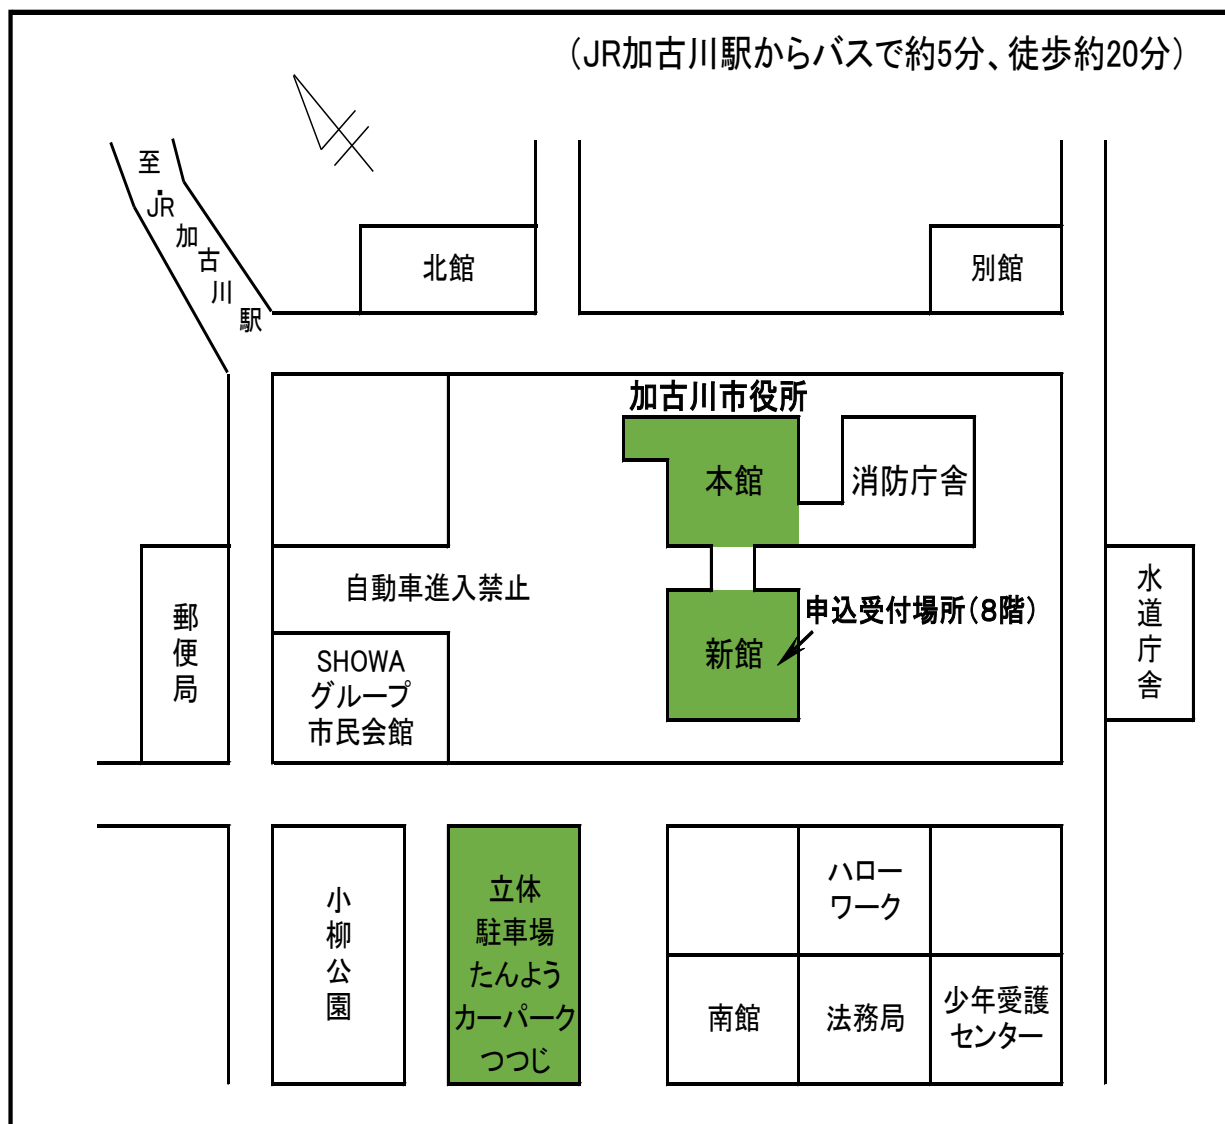 （JR加古川駅からバスで約5分、徒歩約20分）
至・JR加古川駅
北館
別館
加古川市役所
本館
消防庁舎
自動車進入禁止
郵便局
SHOWA
グループ
市民会館
新館
申込受付場所（8階）
水道庁舎
小柳公園
立体
駐車場
たんよう
カーパーク
つつじ
ハロー
ワーク
南館
法務局
少年愛護
センター